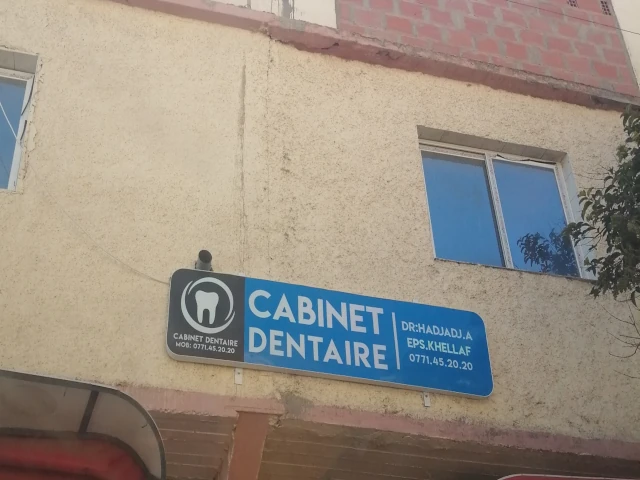 CABINET DENTAIRE
MOB: 0771.45.20.20
CABINET
DENTAIRE
DR:HADJADJ.A
EPS.KHELLAF
0771.45.20.20